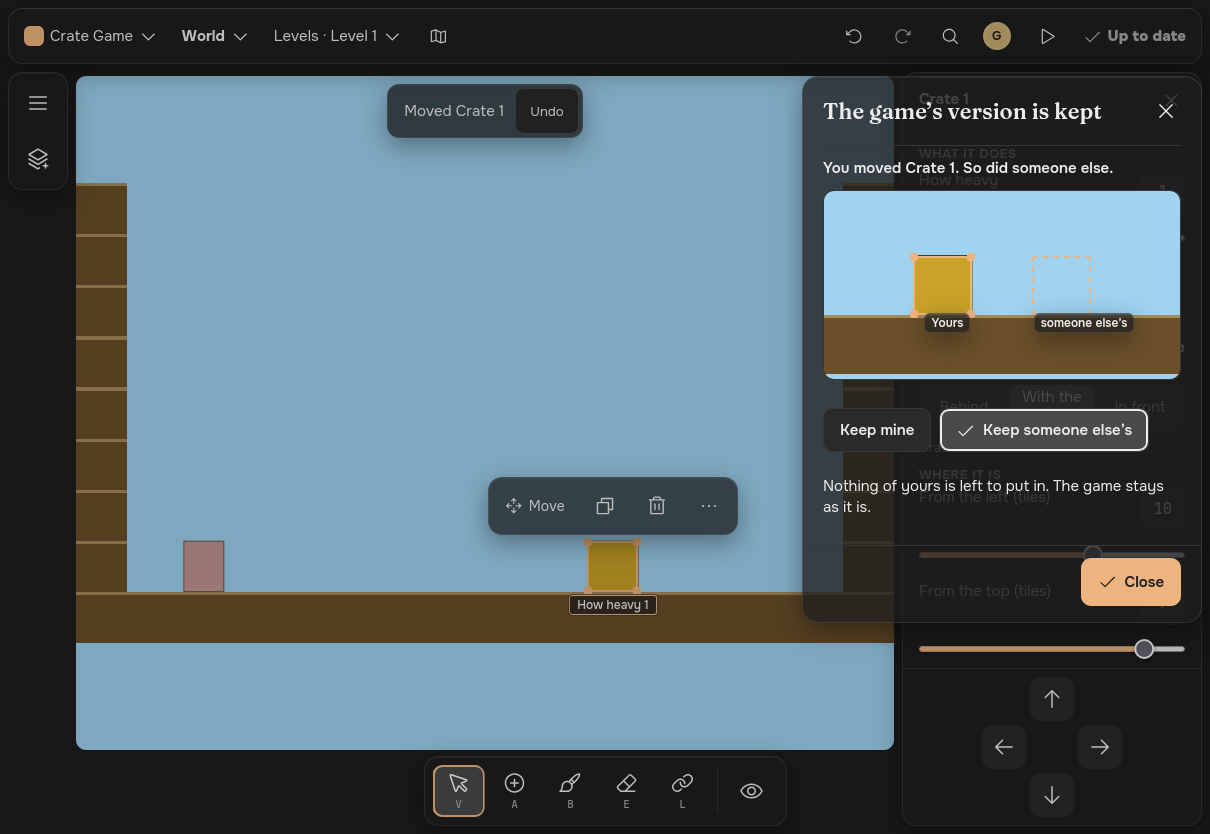 Crate Game
World
Levels · Level 1
G
Up to date
Moved Crate 1
Undo
Crate 1
The game's version is kept
WHAT IT DOES
You moved Crate 1. So did someone else.
How heavy
1
Yours
someone else's
Behind
With the
In front
Keep mine
Keep someone else's
WHERE IT IS
Nothing of yours is left to put in. The game stays
as it is.
From the left (tiles)
10
Move
How heavy 1
Close
From the top (tiles)
V
A
B
E
L